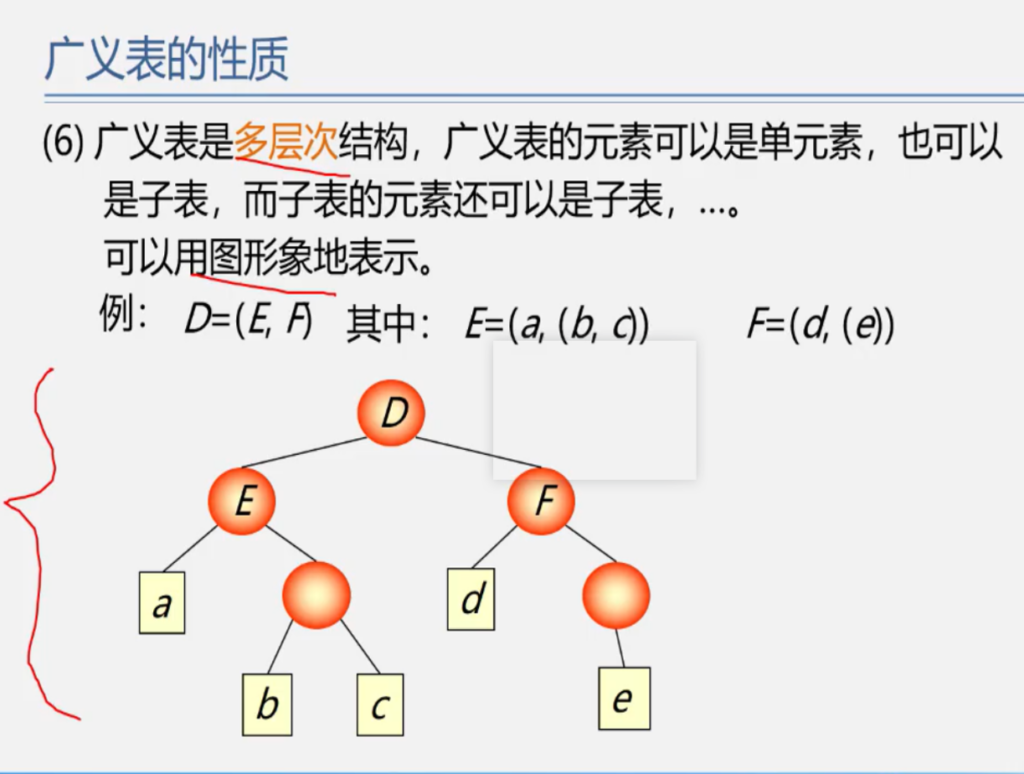 广义表的性质
(6) 广义表是多层次结构，广义表的元素可以是单元素，也可以
是子表，而子表的元素还可以是子表，…。
可以用图形象地表示。
例： D=(E, F) 其中： E=(a, (b, c)) F=(d, (e))
D
E F
a d
b c e